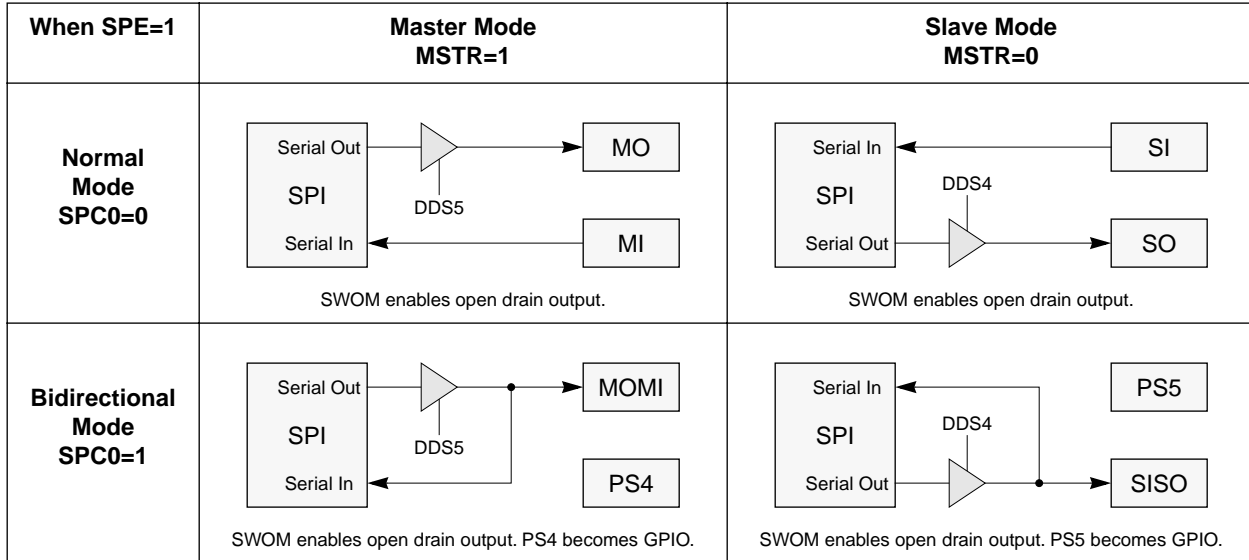 When SPE=1
Master Mode
MSTR=1
Slave Mode
MSTR=0
Normal
Mode
SPC0=0
Serial Out
SPI
Serial In
DDS5
MO
MI
SWOM enables open drain output.
Serial In
SPI
Serial Out
DDS4
SI
SO
SWOM enables open drain output.
Bidirectional
Mode
SPC0=1
Serial Out
SPI
Serial In
DDS5
MOMI
PS4
SWOM enables open drain output. PS4 becomes GPIO.
Serial In
SPI
Serial Out
DDS4
PS5
SISO
SWOM enables open drain output. PS5 becomes GPIO.